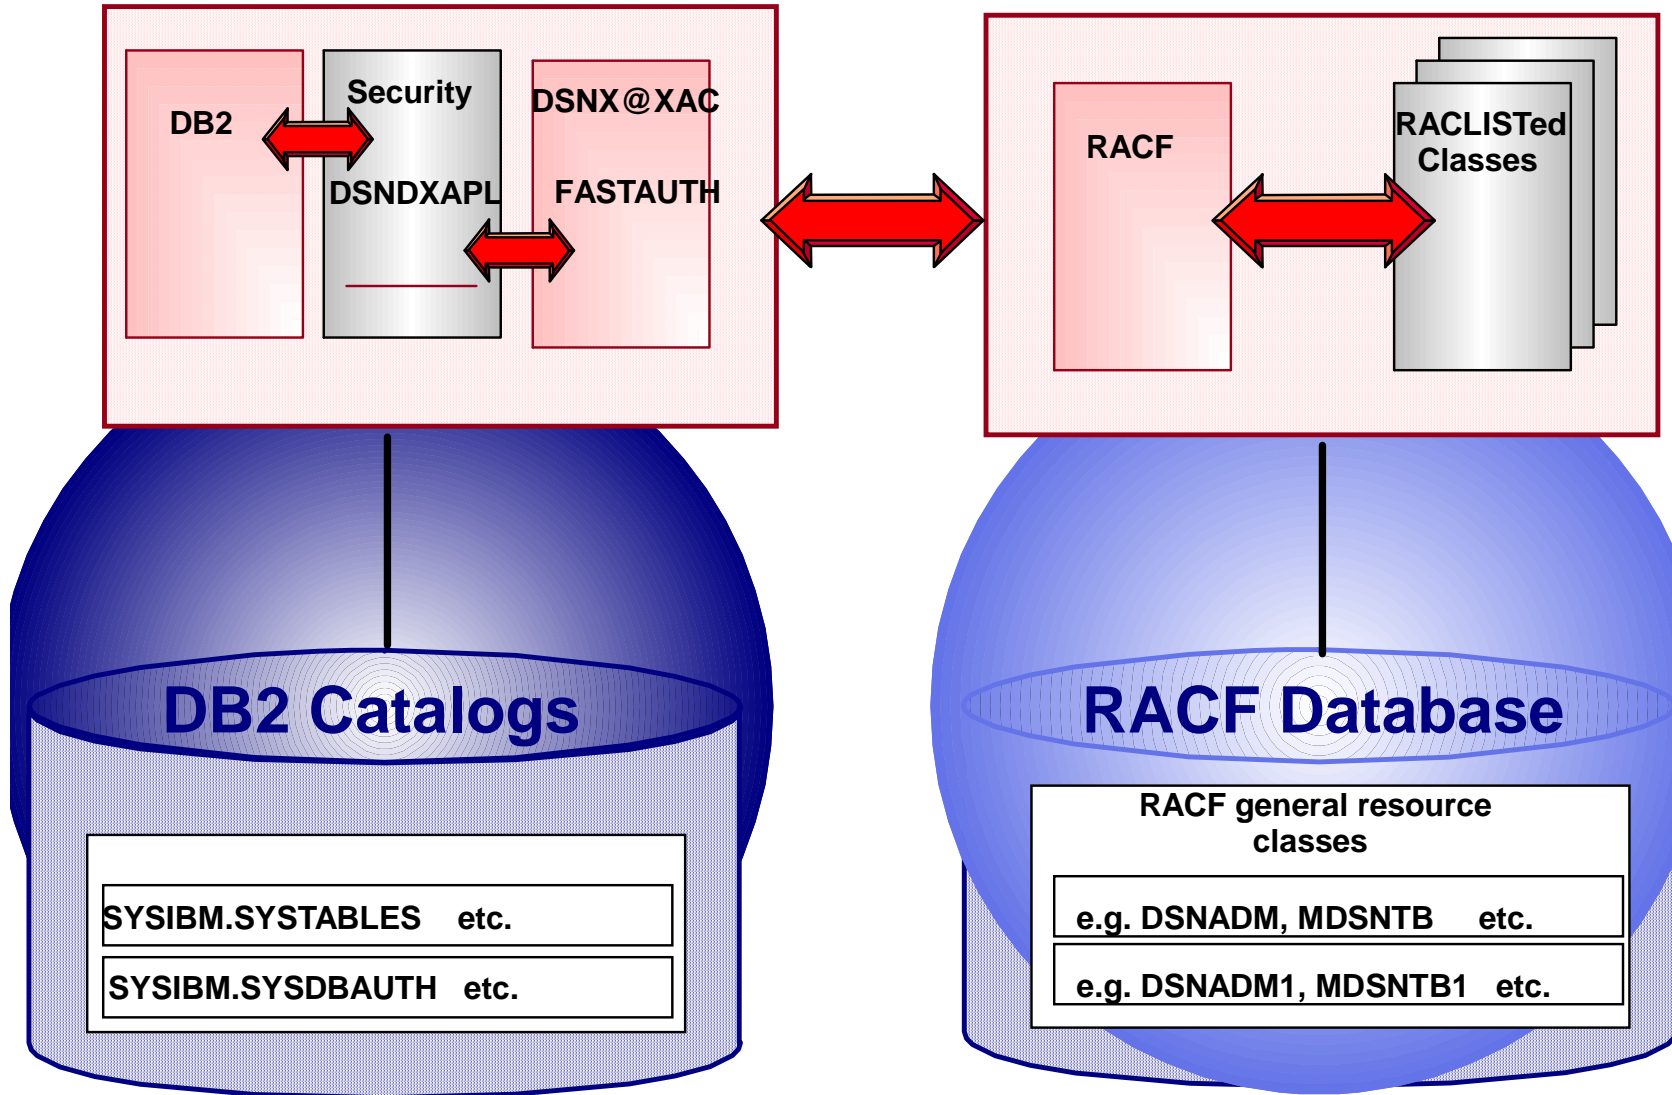 DB2
Security
DSNDXAPL
DSNX@XAC
FASTAUTH
RACF
RACLISTed
Classes
DB2 Catalogs
SYSIBM.SYSTABLES etc.
SYSIBM.SYSDBAUTH etc.
RACF Database
RACF general resource
classes
e.g. DSNADM, MDSNTB etc.
e.g. DSNADM1, MDSNTB1 etc.